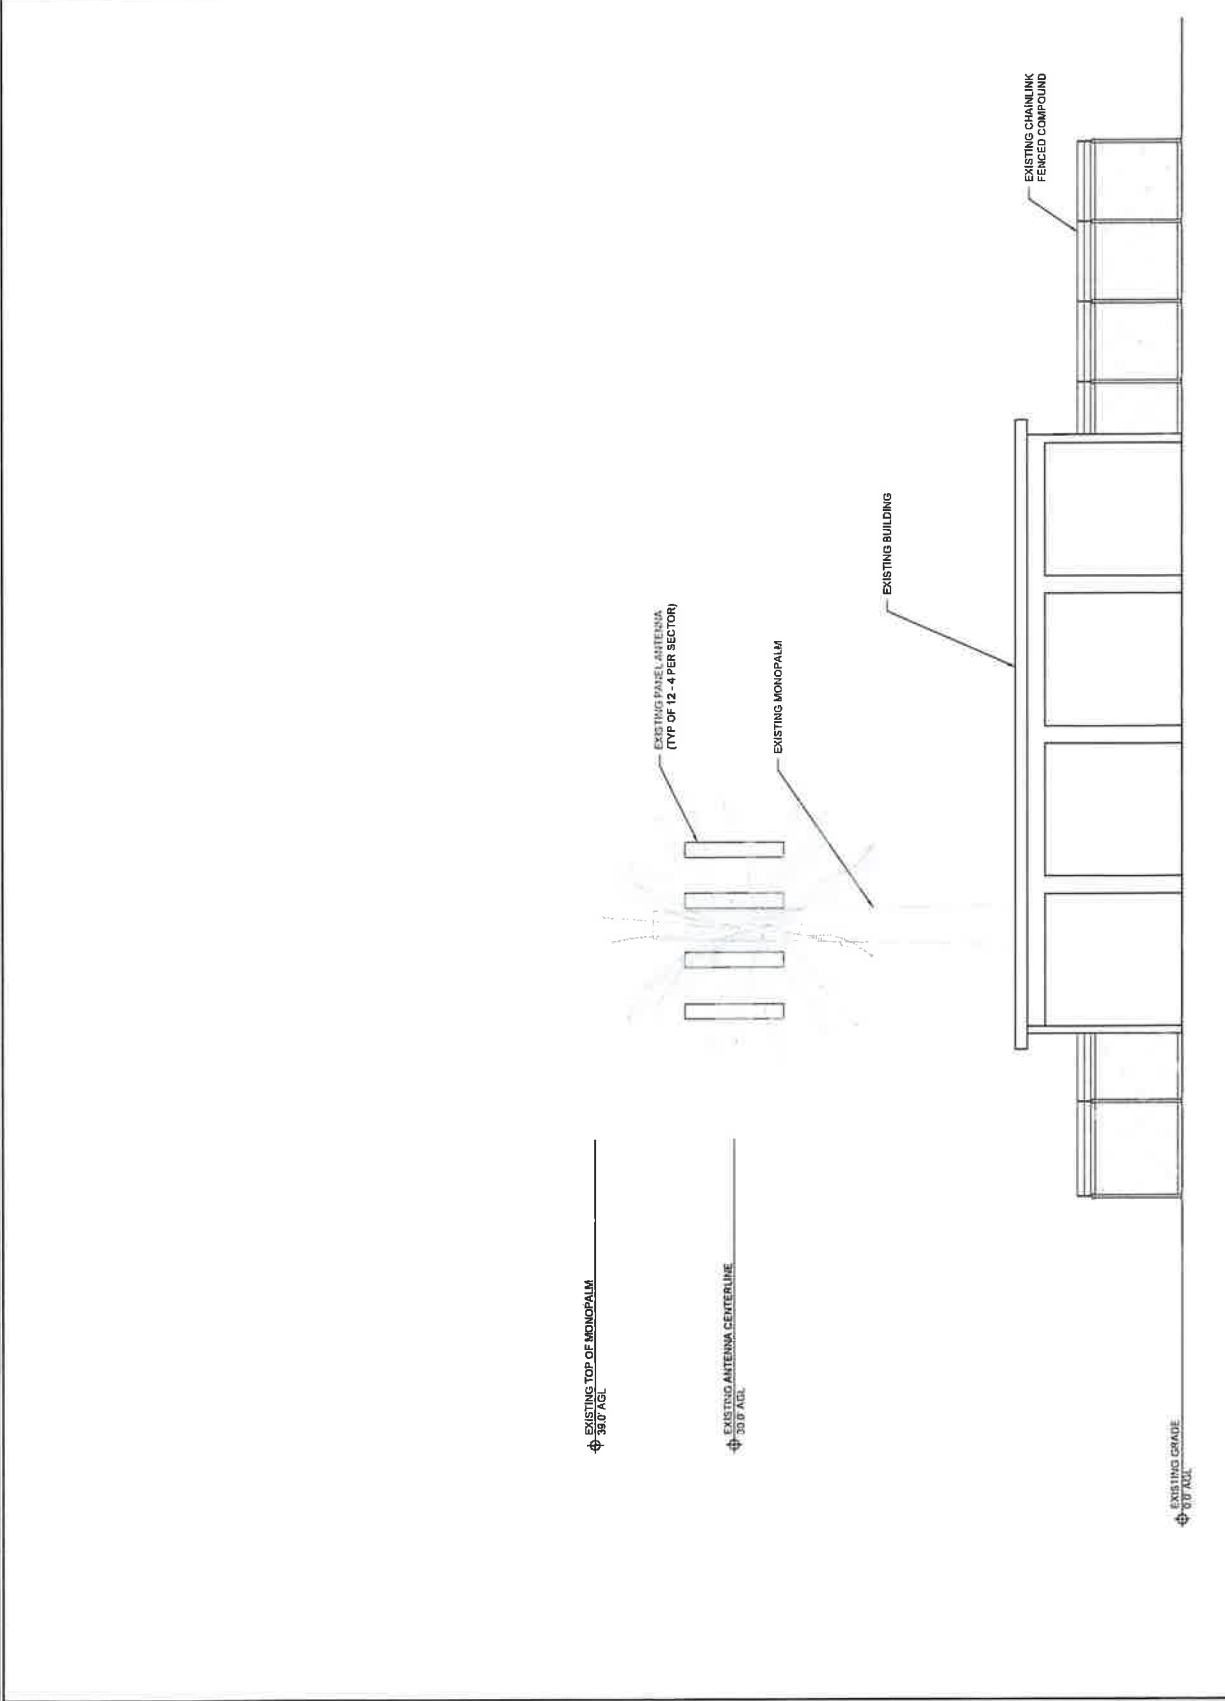 EXISTING TOP OF MONOPALM
39.0' AGL
EXISTING ANTENNA CENTERLINE
30.0' AGL
EXISTING GRADE
0.0' AGL
EXISTING PANEL ANTENNA
(TYP OF 12 - 4 PER SECTOR)
EXISTING MONOPALM
EXISTING BUILDING
EXISTING CHAINLINK
FENCED COMPOUND